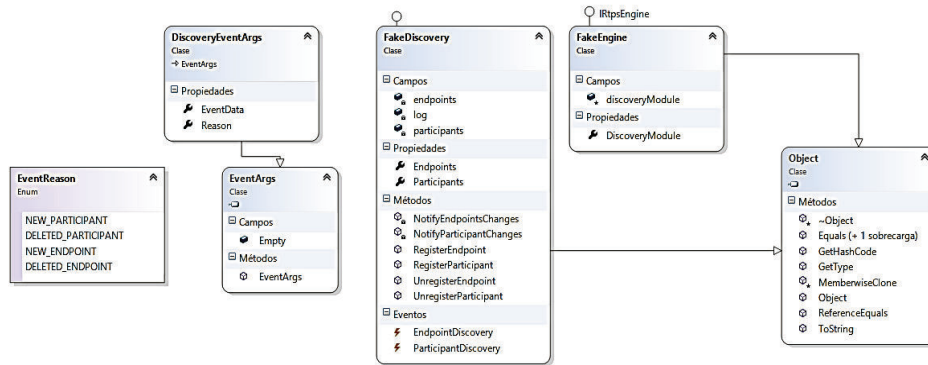 DiscoveryEventArgs
Clase
EventArgs
Propiedades
EventData
Reason
EventReason
Enum
NEW_PARTICIPANT
DELETED_PARTICIPANT
NEW_ENDPOINT
DELETED_ENDPOINT
EventArgs
Clase
Campos
Empty
Métodos
EventArgs
FakeDiscovery
Clase
Campos
endpoints
log
participants
Propiedades
Endpoints
Participants
Métodos
NotifyEndpointsChanges
NotifyParticipantChanges
RegisterEndpoint
RegisterParticipant
UnregisterEndpoint
UnregisterParticipant
Eventos
EndpointDiscovery
ParticipantDiscovery
IRtpsEngine
FakeEngine
Clase
Campos
discoveryModule
Propiedades
DiscoveryModule
Object
Clase
Métodos
~Object
Equals (+ 1 sobrecarga)
GetHashCode
GetType
MemberwiseClone
Object
ReferenceEquals
ToString